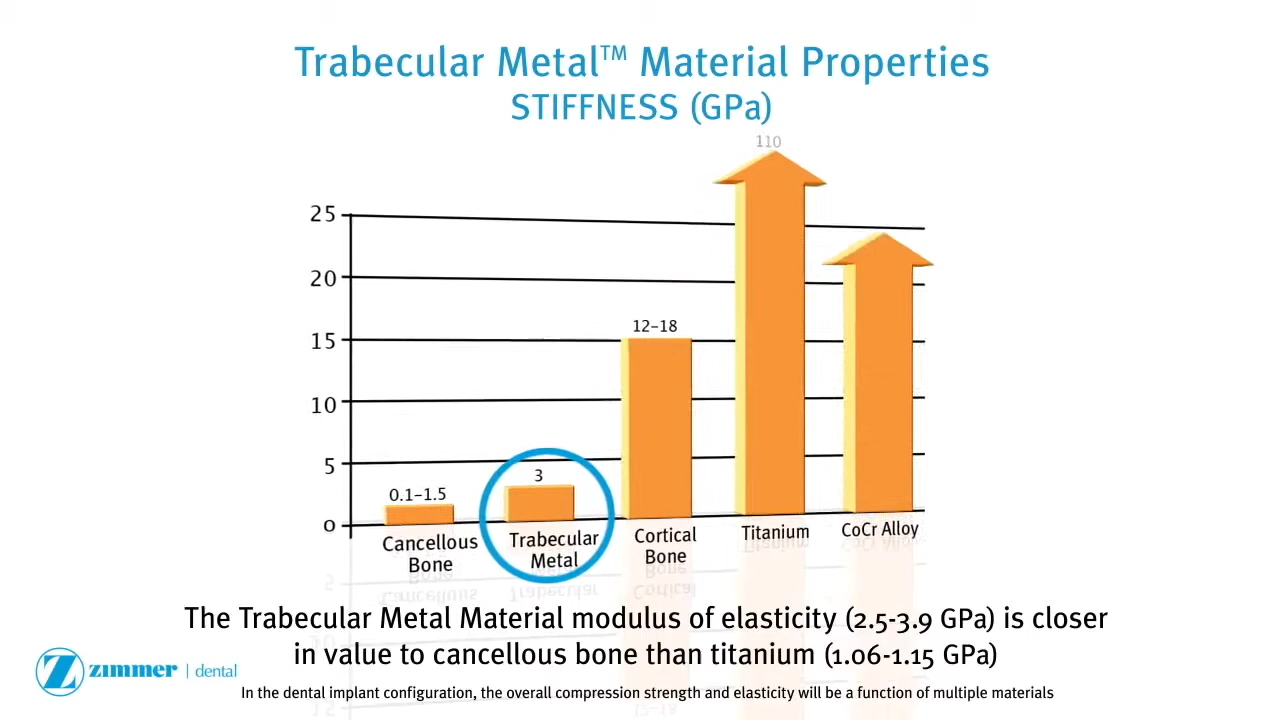 Trabecular Metal™ Material Properties
STIFFNESS (GPa)
110
25
20
15
10
5
0
12–18
3
0.1–1.5
Cancellous
Bone
Trabecular
Metal
Cortical
Bone
Titanium
CoCr Alloy
The Trabecular Metal Material modulus of elasticity (2.5-3.9 GPa) is closer
in value to cancellous bone than titanium (1.06-1.15 GPa)
Z zimmer | dental
In the dental implant configuration, the overall compression strength and elasticity will be a function of multiple materials